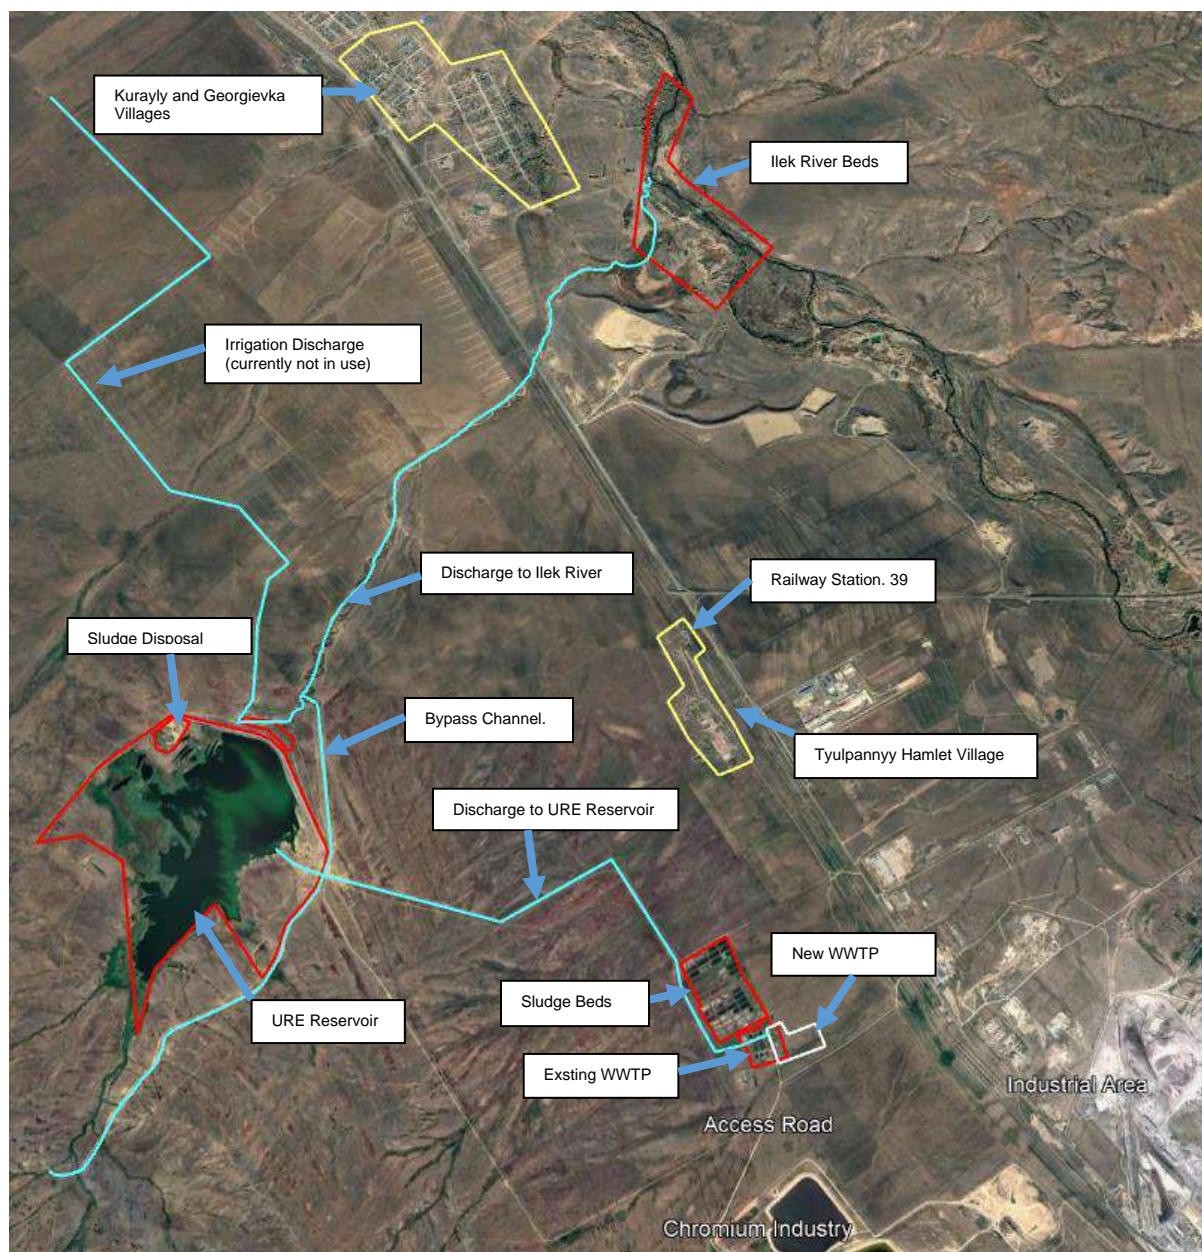 Kurayly and Georgievka
Villages
Ilek River Beds
Irrigation Discharge
(currently not in use)
Discharge to Ilek River
Railway Station. 39
Sludge Disposal
Bypass Channel.
Tyulpannyy Hamlet Village
Discharge to URE Reservoir
New WWTP
Sludge Beds
URE Reservoir
Exsting WWTP
Industrial Area
Access Road
Chromium Industry